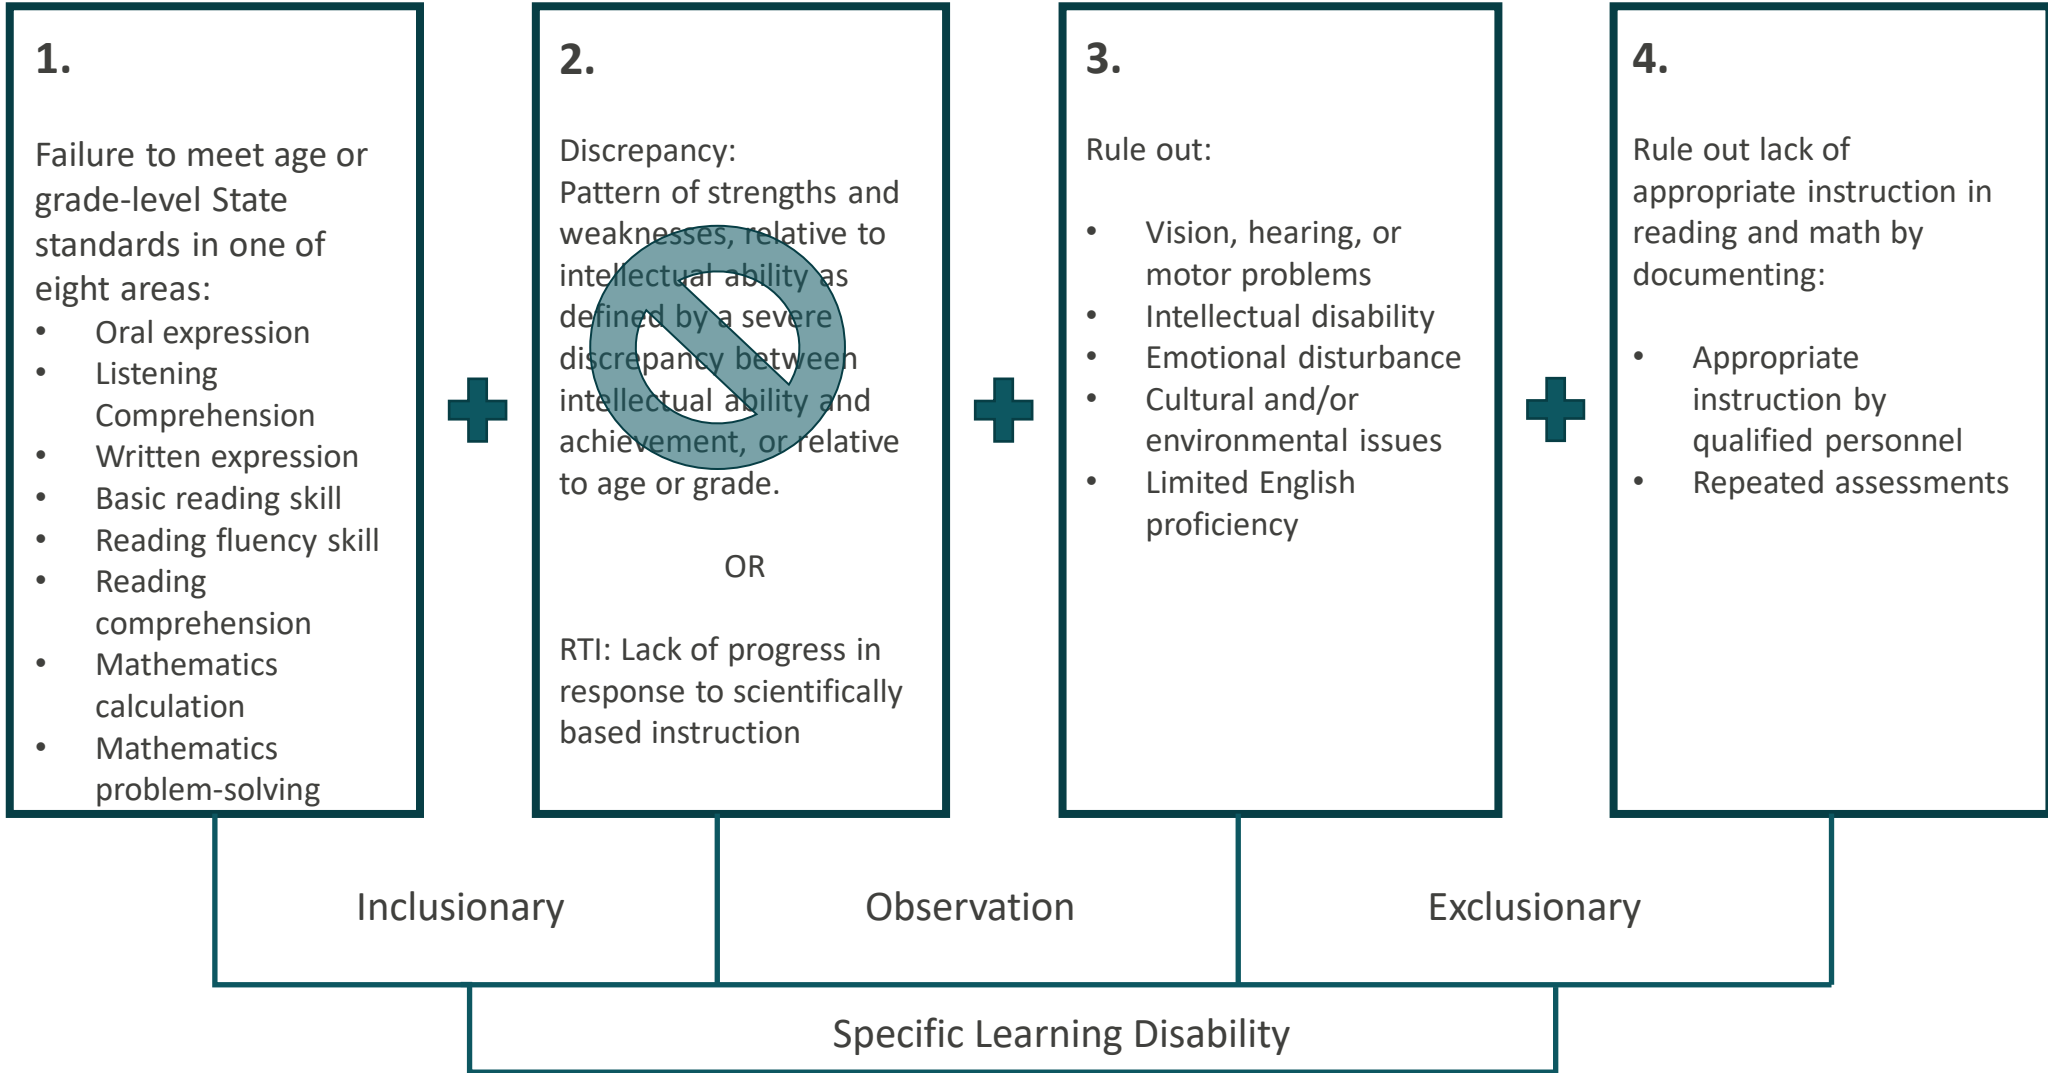 1.
Failure to meet age or
grade-level State
standards in one of
eight areas:
• Oral expression
• Listening
Comprehension
• Written expression
• Basic reading skill
• Reading fluency skill
• Reading
comprehension
• Mathematics
calculation
• Mathematics
problem-solving
2.
Discrepancy:
Pattern of strengths and
weaknesses, relative to
intellectual ability as
defined by a severe
discrepancy between
intellectual ability and
achievement, or relative
to age or grade.
OR
RTI: Lack of progress in
response to scientifically
based instruction
3.
Rule out:
• Vision, hearing, or
motor problems
• Intellectual disability
• Emotional disturbance
• Cultural and/or
environmental issues
• Limited English
proficiency
4.
Rule out lack of
appropriate instruction in
reading and math by
documenting:
• Appropriate
instruction by
qualified personnel
• Repeated assessments
Inclusionary
Observation
Exclusionary
Specific Learning Disability